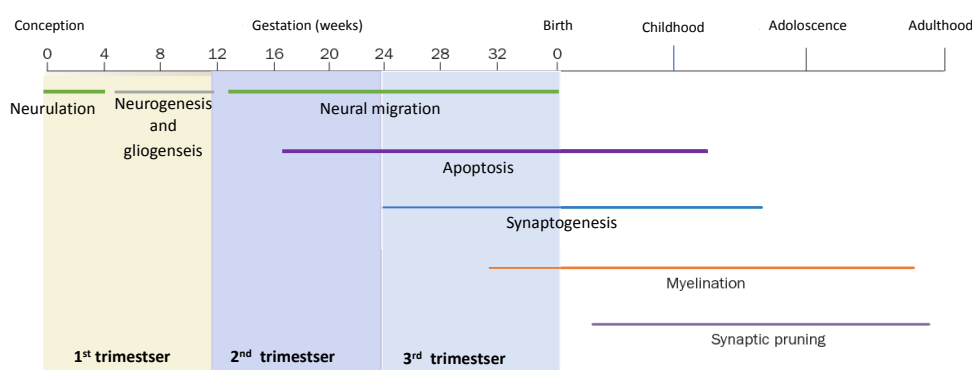 Conception Gestation (weeks) Birth Childhood Adoloscence Adulthood
0 4 8 12 16 20 24 28 32 0
Neurulation
Neurogenesis
and
gliogenseis
Neural migration
Apoptosis
Synaptogenesis
Myelination
Synaptic pruning
1st trimestser 2nd trimestser 3rd trimestser